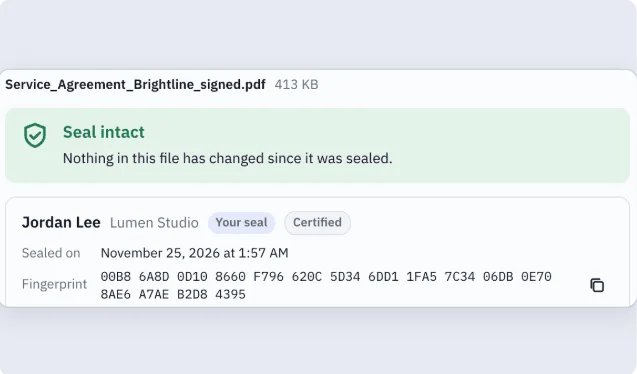 Service_Agreement_Brightline_signed.pdf 413 KB
Seal intact
Nothing in this file has changed since it was sealed.
Jordan Lee Lumen Studio Your seal Certified
Sealed on November 25, 2026 at 1:57 AM
Fingerprint 00B8 6A8D 0D10 8660 F796 620C 5D34 6DD1 1FA5 7C34 06DB 0E70
8AE6 A7AE B2D8 4395